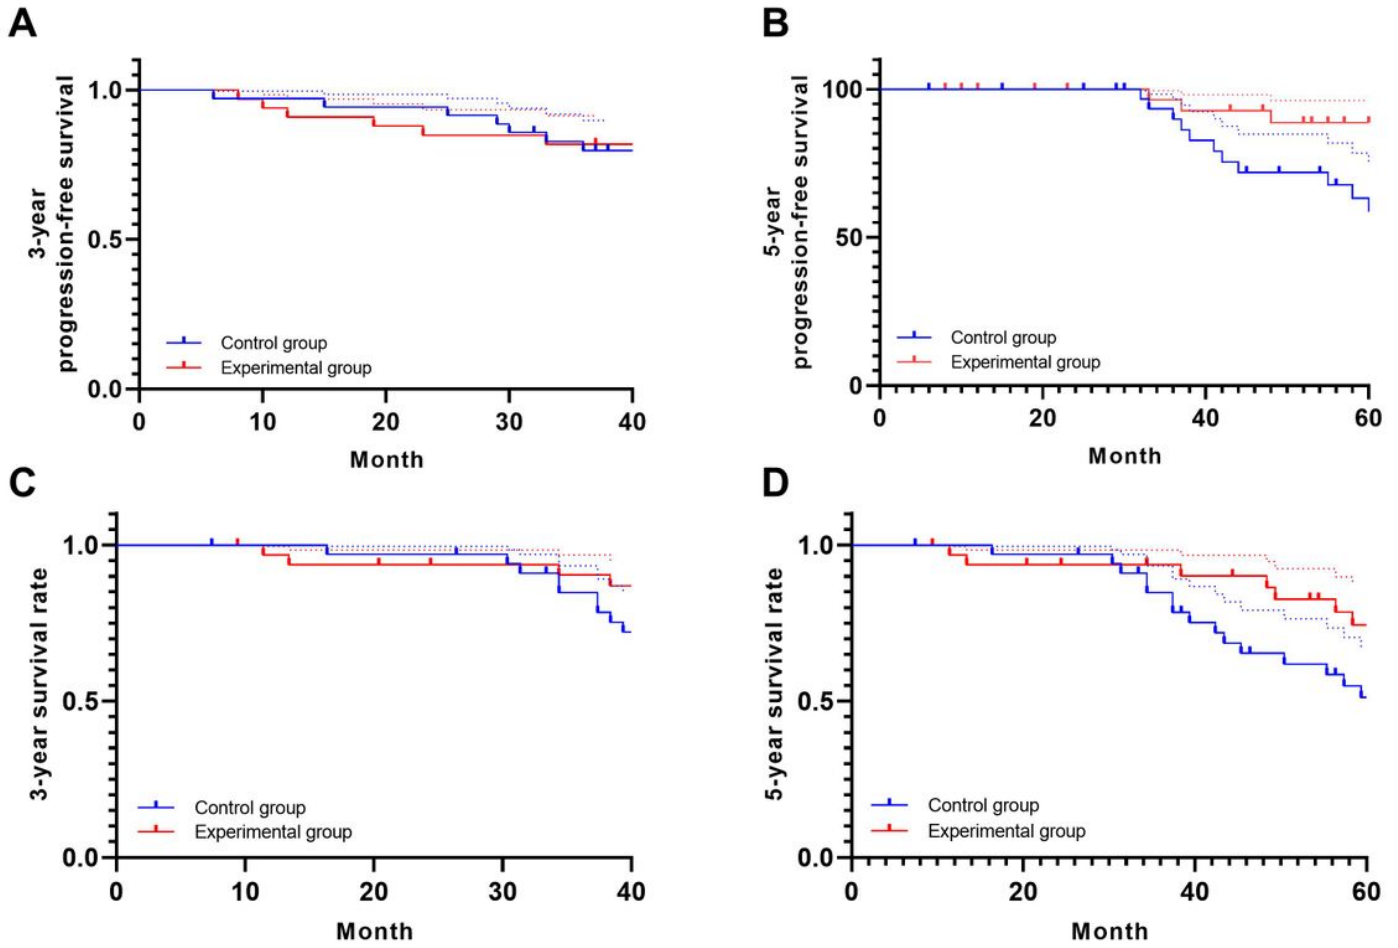 A
3-year
progression-free survival
1.0
0.5
0.0
0 10 20 30 40
Month
Control group
Experimental group
B
5-year
progression-free survival
100
50
0
0 20 40 60
Month
Control group
Experimental group
C
3-year survival rate
1.0
0.5
0.0
0 10 20 30 40
Month
Control group
Experimental group
D
5-year survival rate
1.0
0.5
0.0
0 20 40 60
Month
Control group
Experimental group